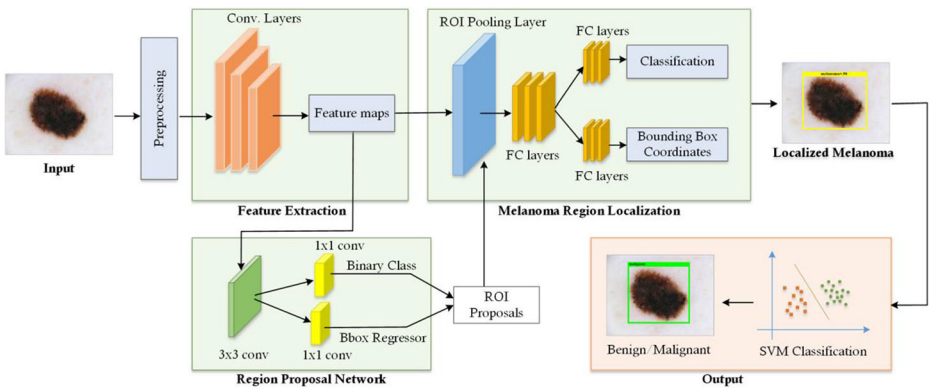 Input
Preprocessing
Conv. Layers
Feature maps
Feature Extraction
ROI Pooling Layer
FC layers
FC layers
FC layers
Classification
Bounding Box
Coordinates
Melanoma Region Localization
Localized Melanoma
3x3 conv
1x1 conv
Binary Class
1x1 conv
Bbox Regressor
Region Proposal Network
ROI
Proposals
Benign/Malignant
SVM Classification
Output